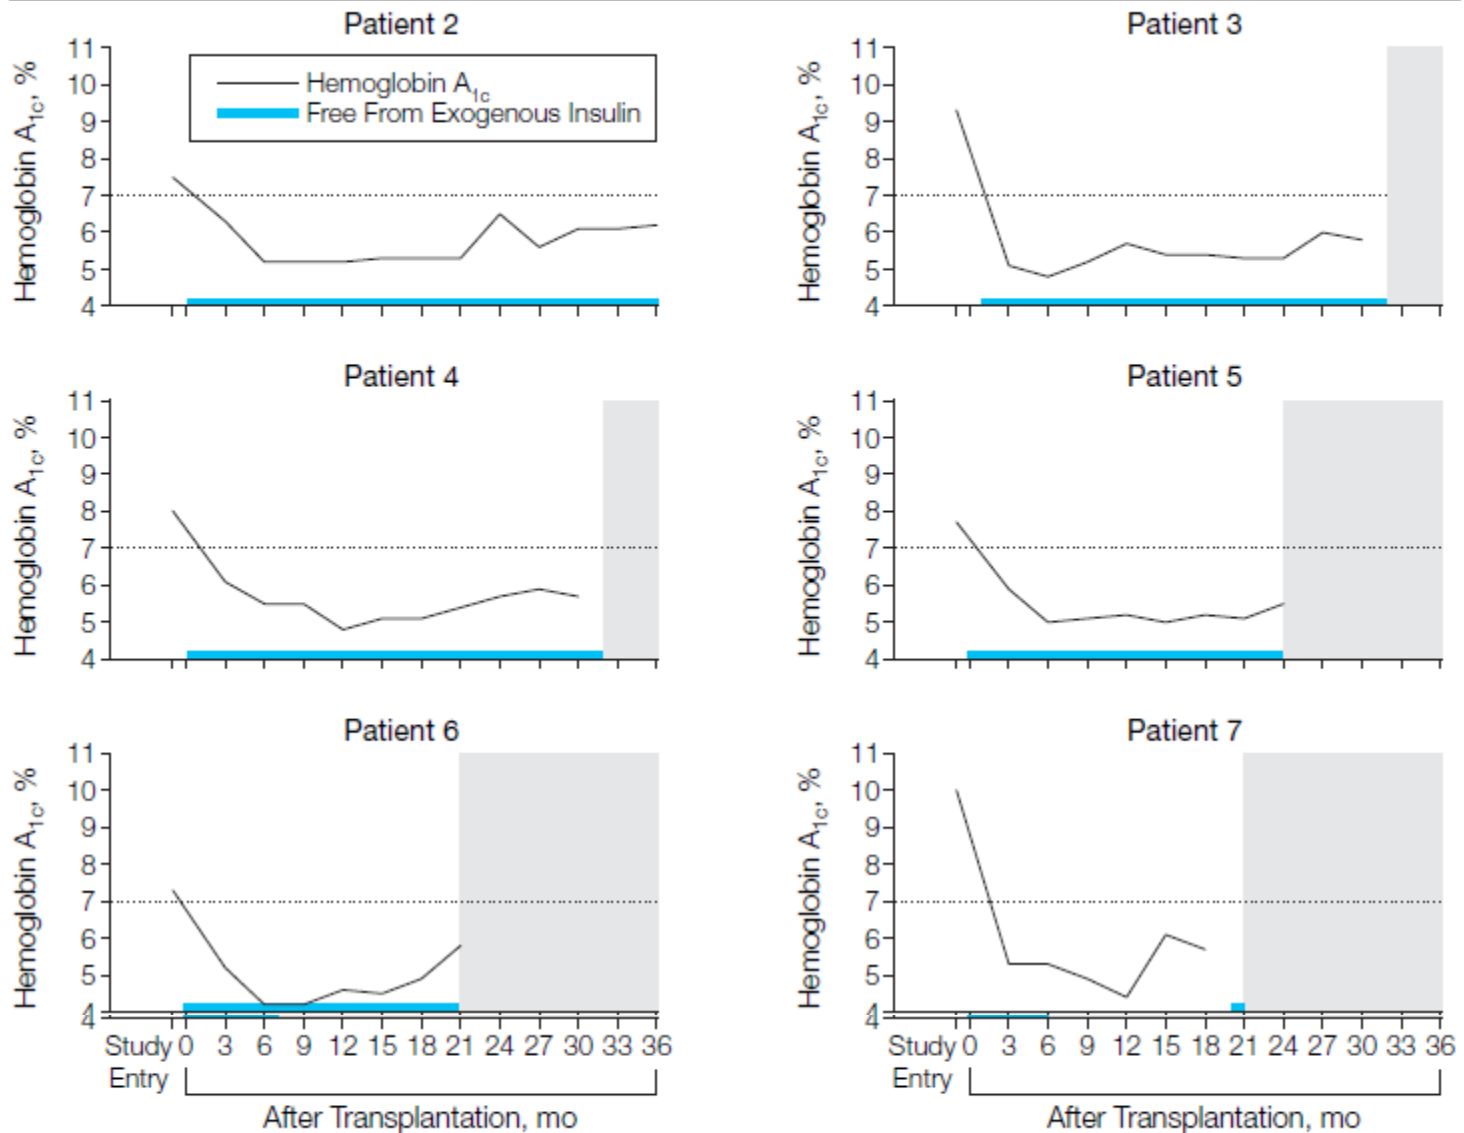 Patient 2
Hemoglobin A1c, %
11
10
9
8
7
6
5
4
Hemoglobin A1c
Free From Exogenous Insulin
Patient 3
Hemoglobin A1c, %
11
10
9
8
7
6
5
4
Patient 4
Hemoglobin A1c, %
11
10
9
8
7
6
5
4
Patient 5
Hemoglobin A1c, %
11
10
9
8
7
6
5
4
Patient 6
Hemoglobin A1c, %
11
10
9
8
7
6
5
4
4
Study 0 3 6 9 12 15 18 21 24 27 30 33 36
Entry
After Transplantation, mo
Patient 7
Hemoglobin A1c, %
11
10
9
8
7
6
5
4
4
Study 0 3 6 9 12 15 18 21 24 27 30 33 36
Entry
After Transplantation, mo